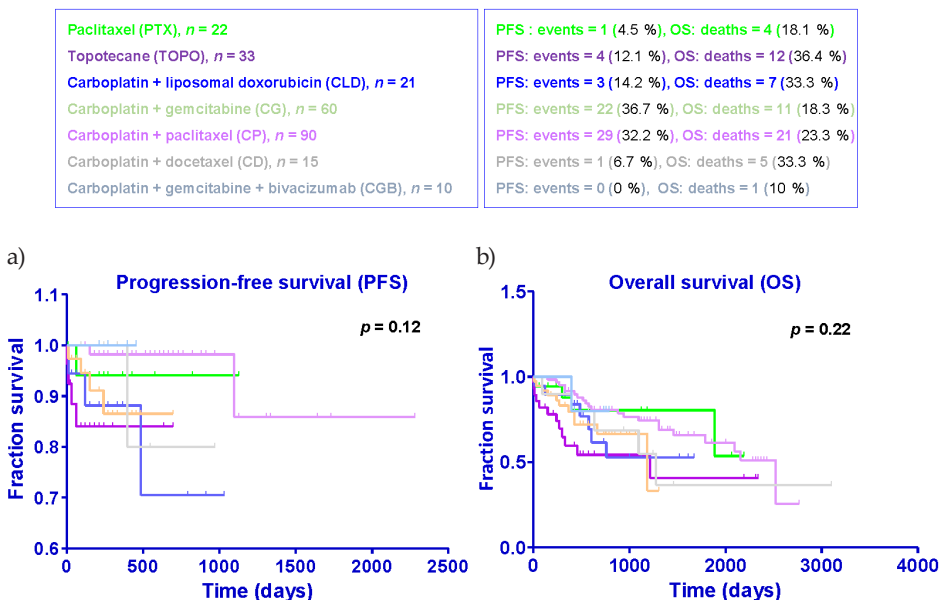 Paclitaxel (PTX), n = 22
Topotecane (TOPO), n = 33
Carboplatin + liposomal doxorubicin (CLD), n = 21
Carboplatin + gemcitabine (CG), n = 60
Carboplatin + paclitaxel (CP), n = 90
Carboplatin + docetaxel (CD), n = 15
Carboplatin + gemcitabine + bivacizumab (CGB), n = 10
PFS : events = 1 (4.5 %), OS: deaths = 4 (18.1 %)
PFS: events = 4 (12.1 %), OS: deaths = 12 (36.4 %)
PFS: events = 3 (14.2 %), OS: deaths = 7 (33.3 %)
PFS: events = 22 (36.7 %), OS: deaths = 11 (18.3 %)
PFS: events = 29 (32.2 %), OS: deaths = 21 (23.3 %)
PFS: events = 1 (6.7 %), OS: deaths = 5 (33.3 %)
PFS: events = 0 (0 %), OS: deaths = 1 (10 %)
a)
Progression-free survival (PFS)
p = 0.12
Fraction survival
1.1
1.0
0.9
0.8
0.7
0.6
0 500 1000 1500 2000 2500
Time (days)
b)
Overall survival (OS)
p = 0.22
Fraction survival
1.5
1.0
0.5
0.0
0 1000 2000 3000 4000
Time (days)